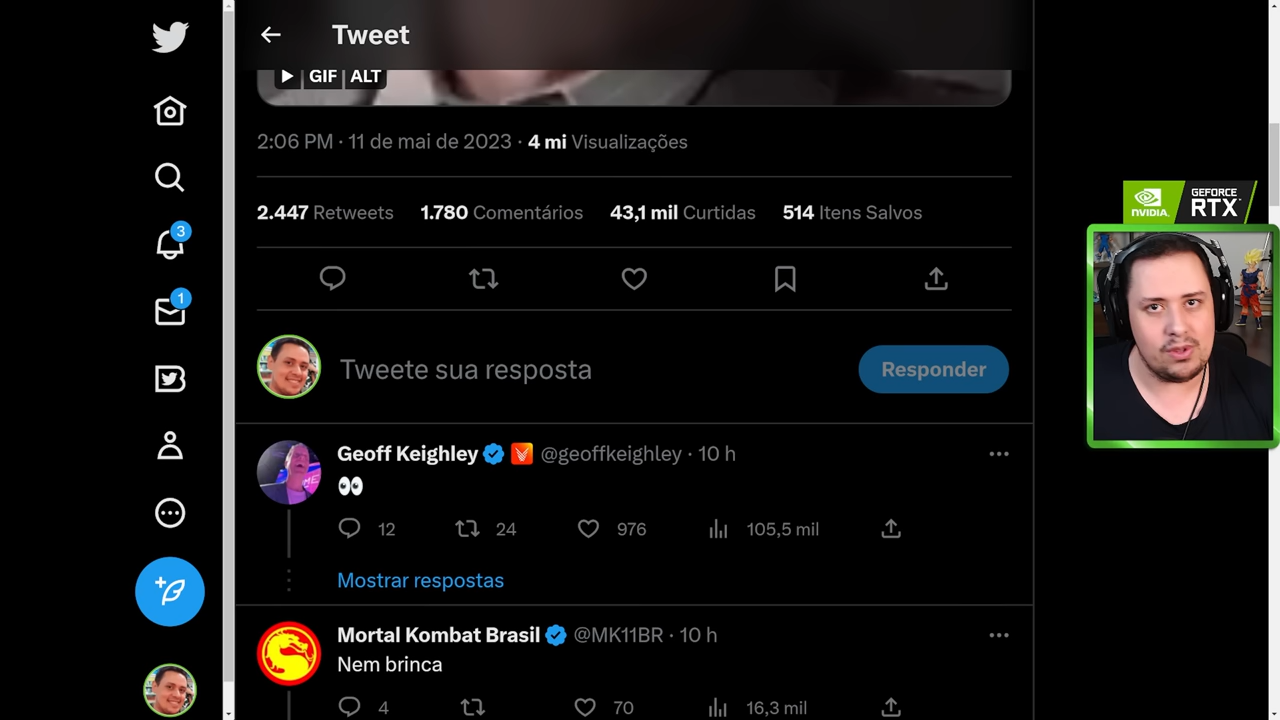 Tweet
GIF ALT
2:06 PM · 11 de mai de 2023 · 4 mi Visualizações
2.447 Retweets 1.780 Comentários 43,1 mil Curtidas 514 Itens Salvos
3
1
Tweete sua resposta
Responder
NVIDIA. GEFORCE RTX
Geoff Keighley @geoffkeighley · 10 h
👀
12 24 976 105,5 mil
Mostrar respostas
Mortal Kombat Brasil @MK11BR · 10 h
Nem brinca
4 70 16,3 mil